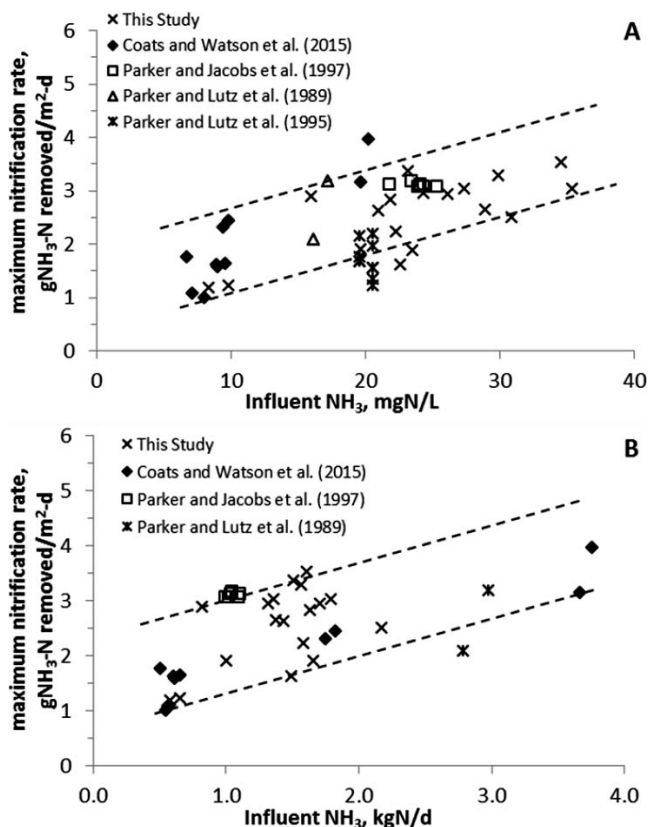 A
× This Study
◆ Coats and Watson et al. (2015)
□ Parker and Jacobs et al. (1997)
△ Parker and Lutz et al. (1989)
ж Parker and Lutz et al. (1995)
maximum nitrification rate,
gNH₃-N removed/m²-d
6
5
4
3
2
1
0
0 10 20 30 40
Influent NH₃, mgN/L
B
× This Study
◆ Coats and Watson et al. (2015)
□ Parker and Jacobs et al. (1997)
ж Parker and Lutz et al. (1989)
maximum nitrification rate,
gNH₃-N removed/m²-d
6
5
4
3
2
1
0
0.0 1.0 2.0 3.0 4.0
Influent NH₃, kgN/d